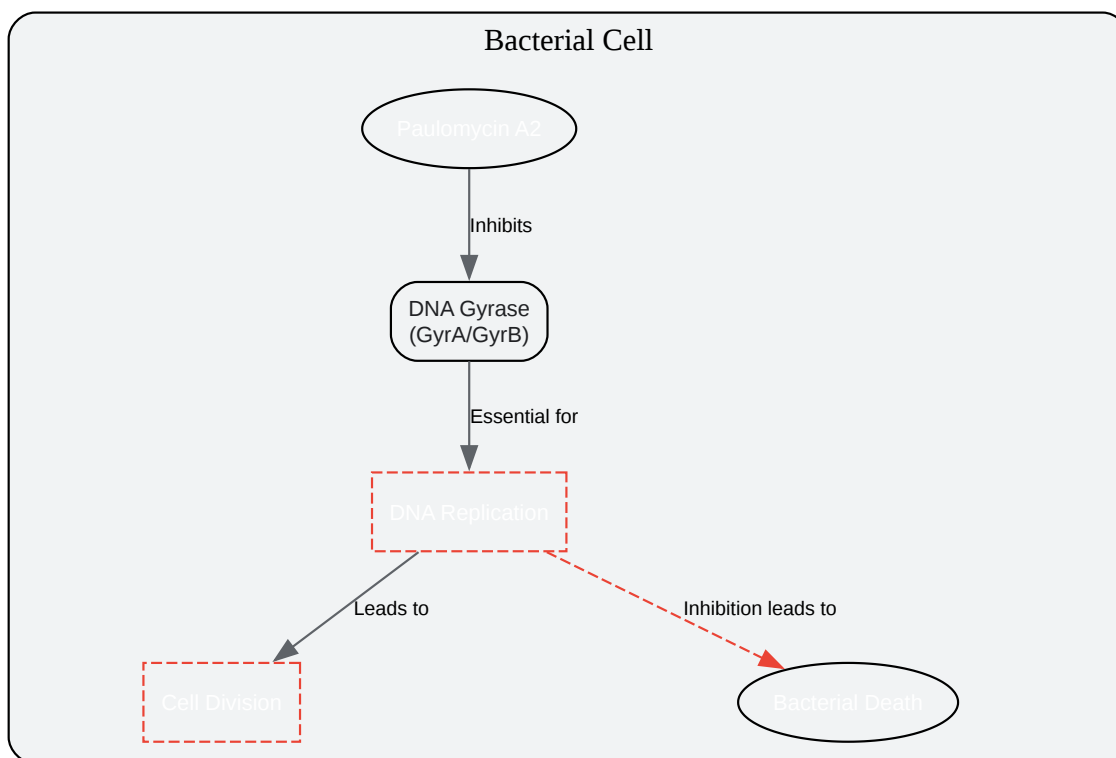 Bacterial Cell
Paulomycin A2
Inhibits
DNA Gyrase
(GyrA/GyrB)
Essential for
DNA Replication
Leads to
Inhibition leads to
Cell Division
Bacterial Death